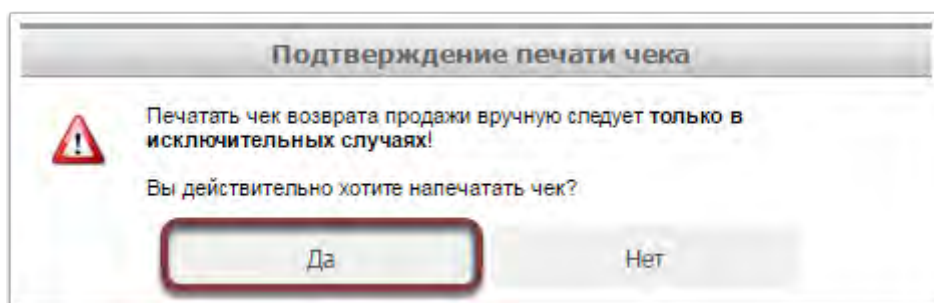 Подтверждение печати чека
Печатать чек возврата продажи вручную следует только в
исключительных случаях!
Вы действительно хотите напечатать чек?
Да
Нет